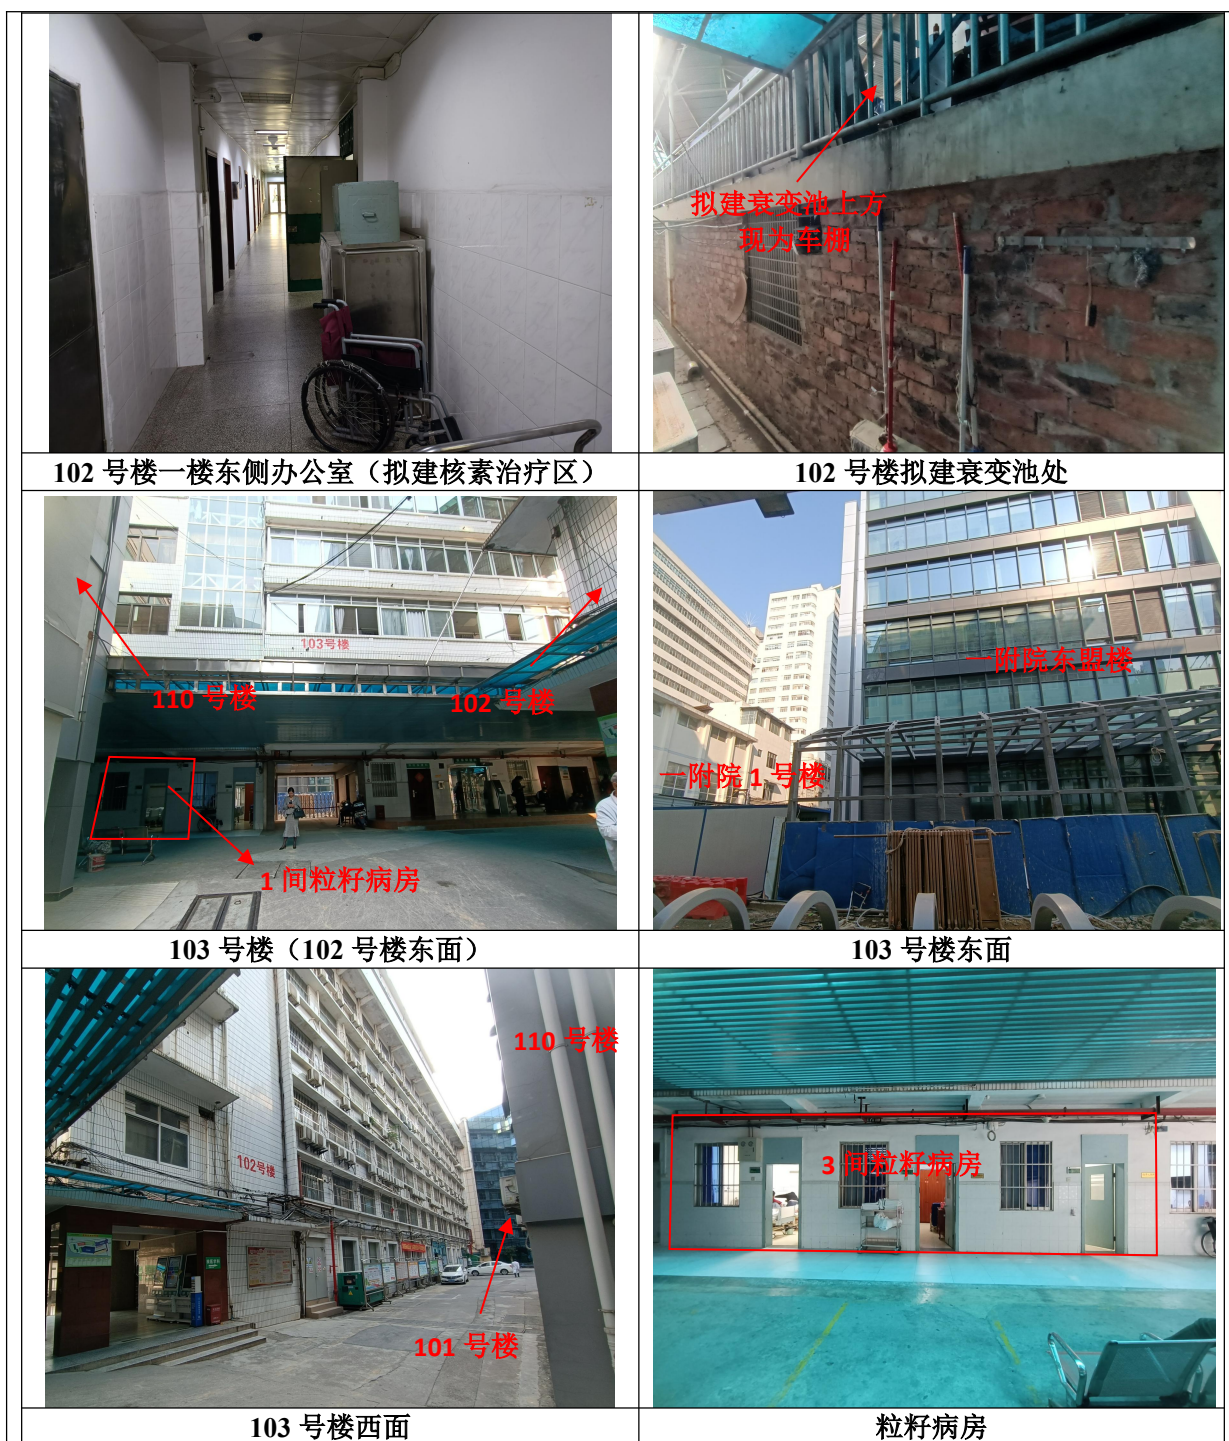 拟建衰变池上方
现为车棚
102 号楼一楼东侧办公室（拟建核素治疗区）
102 号楼拟建衰变池处
103号楼
110 号楼
102 号楼
1 间粒籽病房
一附院东盟楼
一附院 1 号楼
103 号楼（102 号楼东面）
103 号楼东面
110 号楼
102号楼
101 号楼
3 间粒籽病房
103 号楼西面
粒籽病房